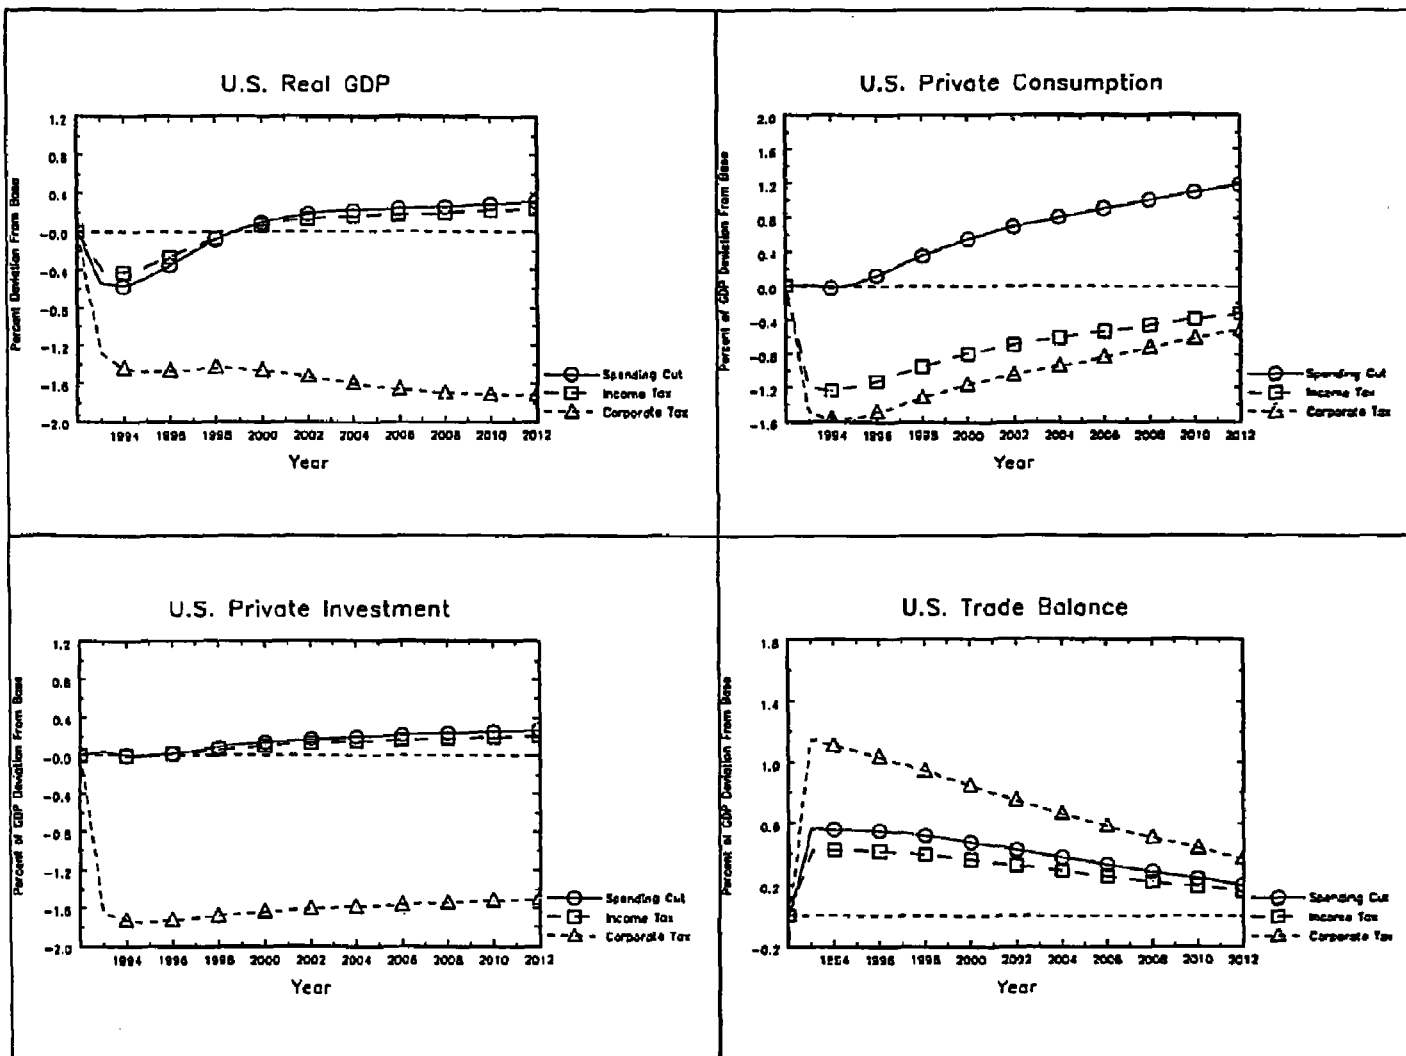 U.S. Real GDP
Percent Deviation From Base
1.2
0.8
0.4
-0.0
-0.4
-0.8
-1.2
-1.6
-2.0
1994 1996 1998 2000 2002 2004 2006 2008 2010 2012
Year
Spending Cut
Income Tax
Corporate Tax
U.S. Private Consumption
Percent of GDP Deviation From Base
2.0
1.6
1.2
0.8
0.4
0.0
-0.4
-0.8
-1.2
-1.6
1994 1996 1998 2000 2002 2004 2006 2008 2010 2012
Year
Spending Cut
Income Tax
Corporate Tax
U.S. Private Investment
Percent of GDP Deviation From Base
1.2
0.8
0.4
-0.0
-0.4
-0.8
-1.2
-1.6
-2.0
1994 1996 1998 2000 2002 2004 2006 2008 2010 2012
Year
Spending Cut
Income Tax
Corporate Tax
U.S. Trade Balance
Percent of GDP Deviation From Base
1.8
1.4
1.0
0.6
0.2
-0.2
1994 1996 1998 2000 2002 2004 2006 2008 2010 2012
Year
Spending Cut
Income Tax
Corporate Tax